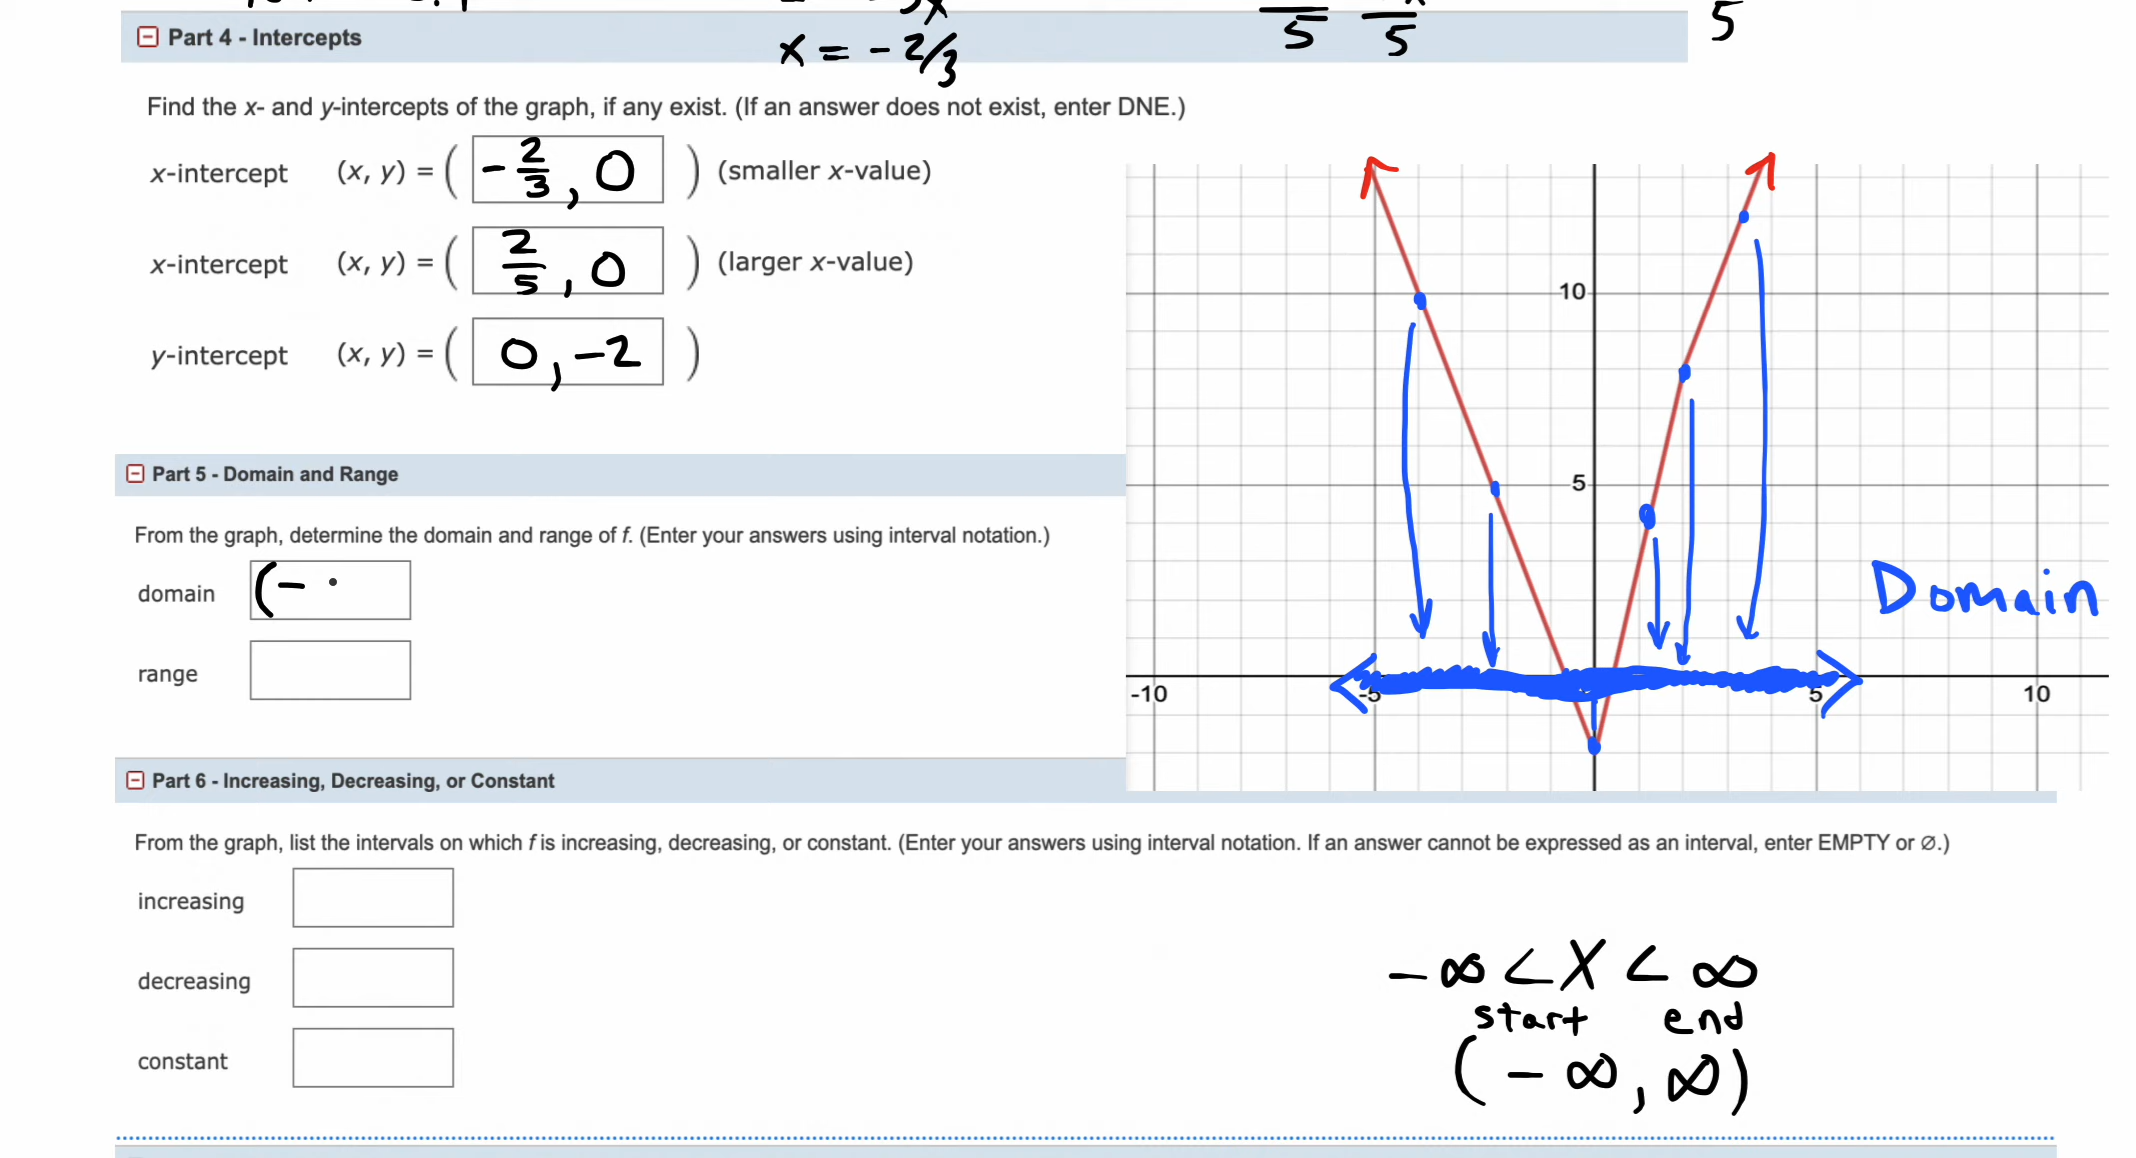 5 5 5
Part 4 - Intercepts
x = - 2/3
Find the x- and y-intercepts of the graph, if any exist. (If an answer does not exist, enter DNE.)
x-intercept (x, y) = ( - 2/3 , 0 ) (smaller x-value)
x-intercept (x, y) = ( 2/5 , 0 ) (larger x-value)
y-intercept (x, y) = ( 0 , -2 )
10
5
-10 -5 5 10
Domain
Part 5 - Domain and Range
From the graph, determine the domain and range of f. (Enter your answers using interval notation.)
domain (-
range
Part 6 - Increasing, Decreasing, or Constant
From the graph, list the intervals on which f is increasing, decreasing, or constant. (Enter your answers using interval notation. If an answer cannot be expressed as an interval, enter EMPTY or ∅.)
increasing
decreasing
constant
-∞ < X < ∞
start end
(-∞, ∞)